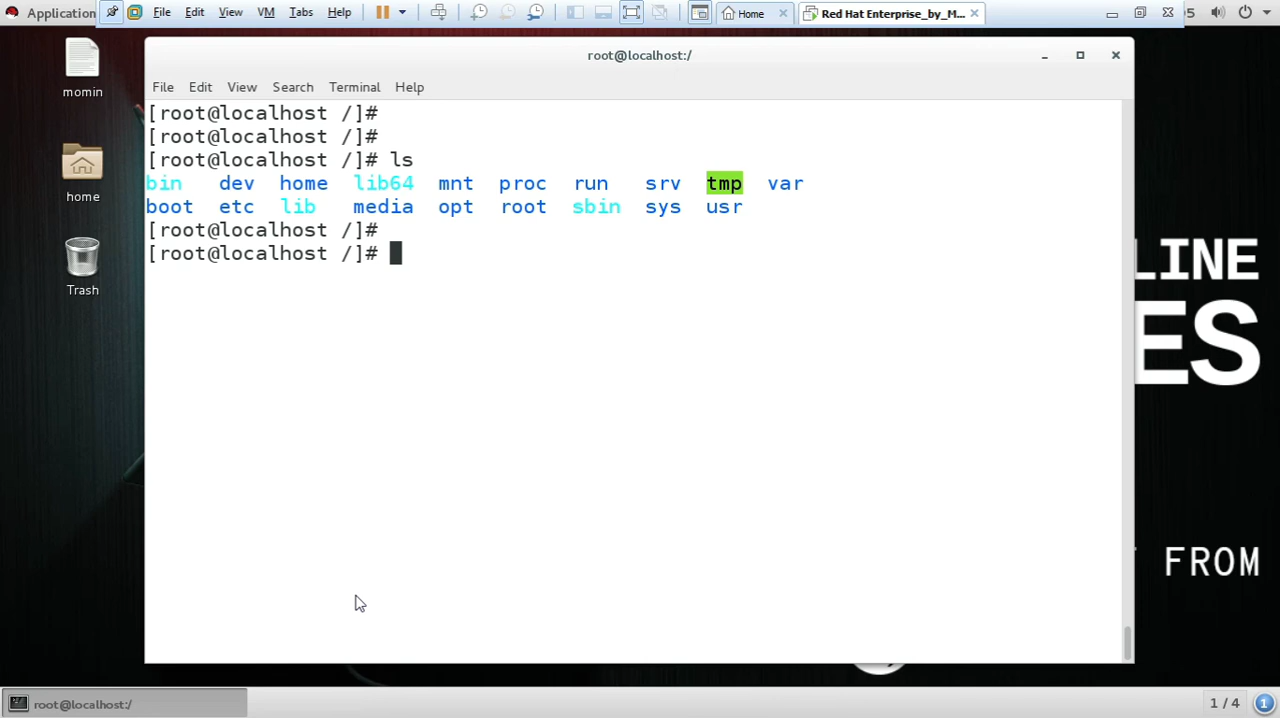 Application
File Edit View VM Tabs Help
Home
Red Hat Enterprise_by_M...
5
root@localhost:/
File Edit View Search Terminal Help
[root@localhost /]#
[root@localhost /]#
[root@localhost /]# ls
bin dev home lib64 mnt proc run srv tmp var
boot etc lib media opt root sbin sys usr
[root@localhost /]#
[root@localhost /]#
momin
home
Trash
LINE
ES
FROM
root@localhost:/
1 / 4
1